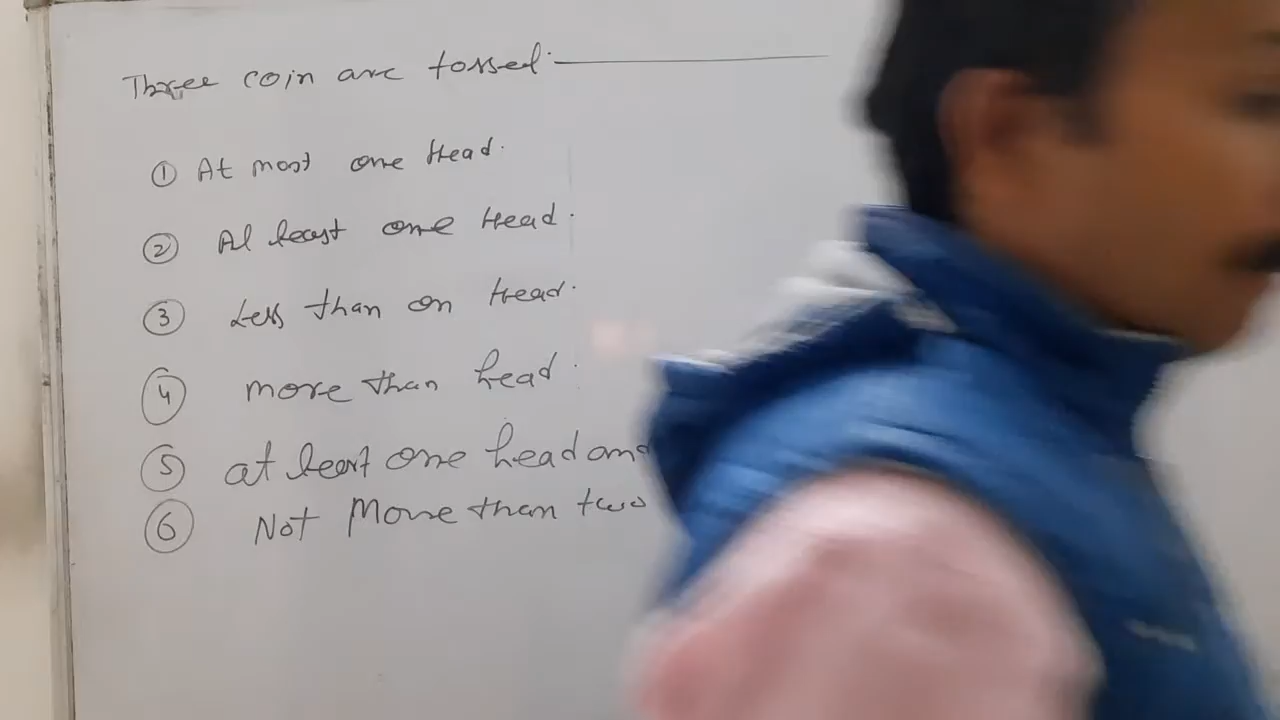 Three coin are tossed:
① At most one Head.
② At least one Head.
③ Less than on Head.
④ more than head.
⑤ at least one head and
⑥ Not More than two